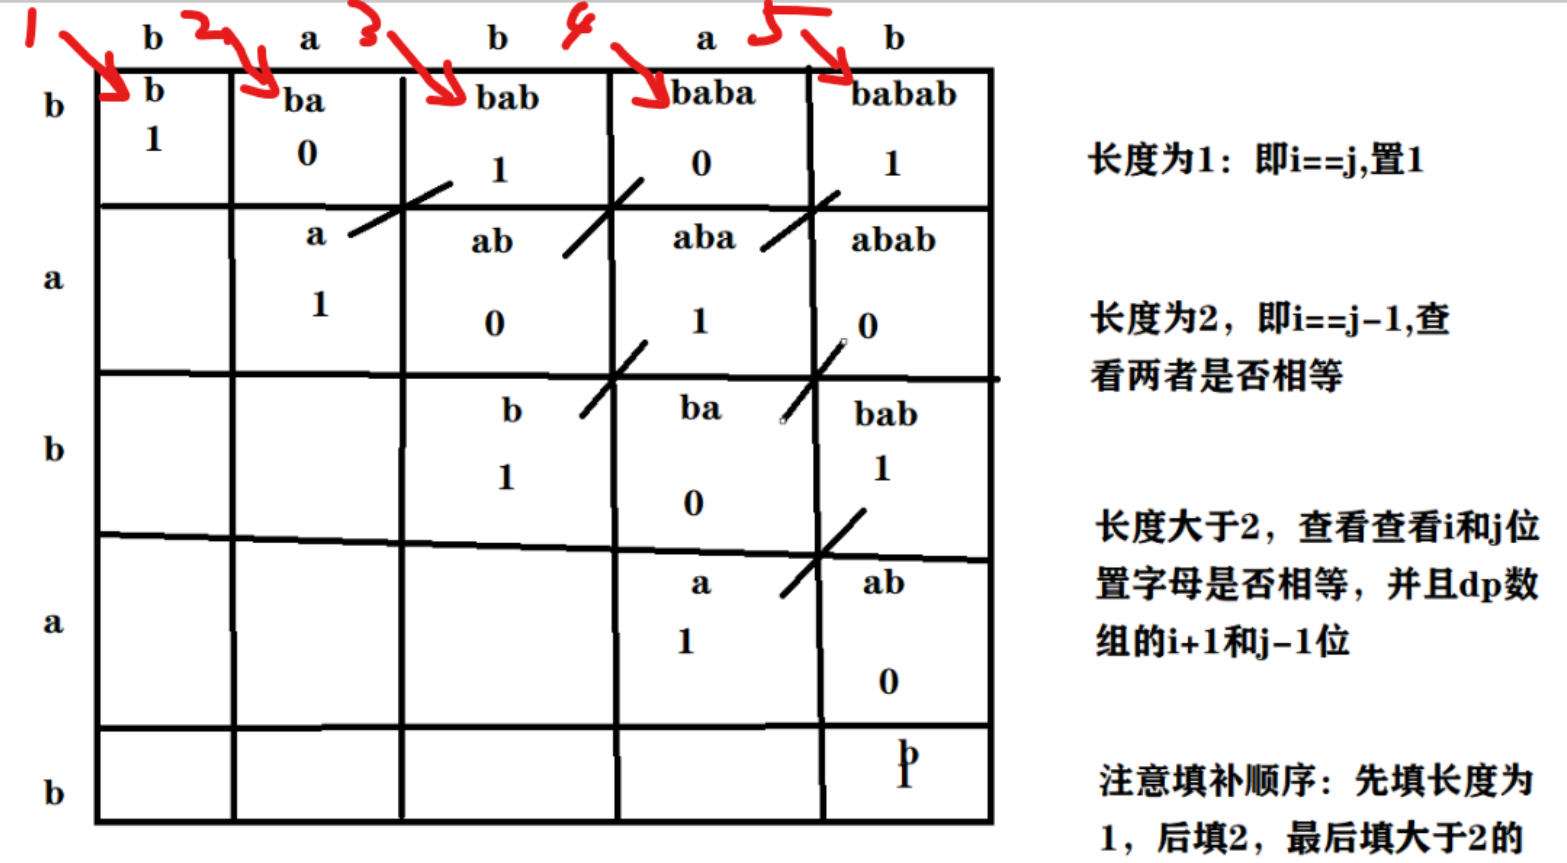 1 2 3 4 5
b a b a b
b b ba bab baba babab
1 0 1 0 1
长度为1：即i==j,置1
a a ab aba abab
1 0 1 0
长度为2，即i==j-1,查
看两者是否相等
b b ba bab
1 0 1
长度大于2，查看查看i和j位
置字母是否相等，并且dp数
组的i+1和j-1位
a a ab
1 0
b b
1
注意填补顺序：先填长度为
1，后填2，最后填大于2的